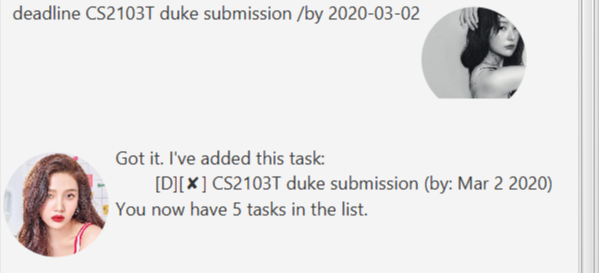 deadline CS2103T duke submission /by 2020-03-02
Got it. I've added this task:
[D][✘] CS2103T duke submission (by: Mar 2 2020)
You now have 5 tasks in the list.